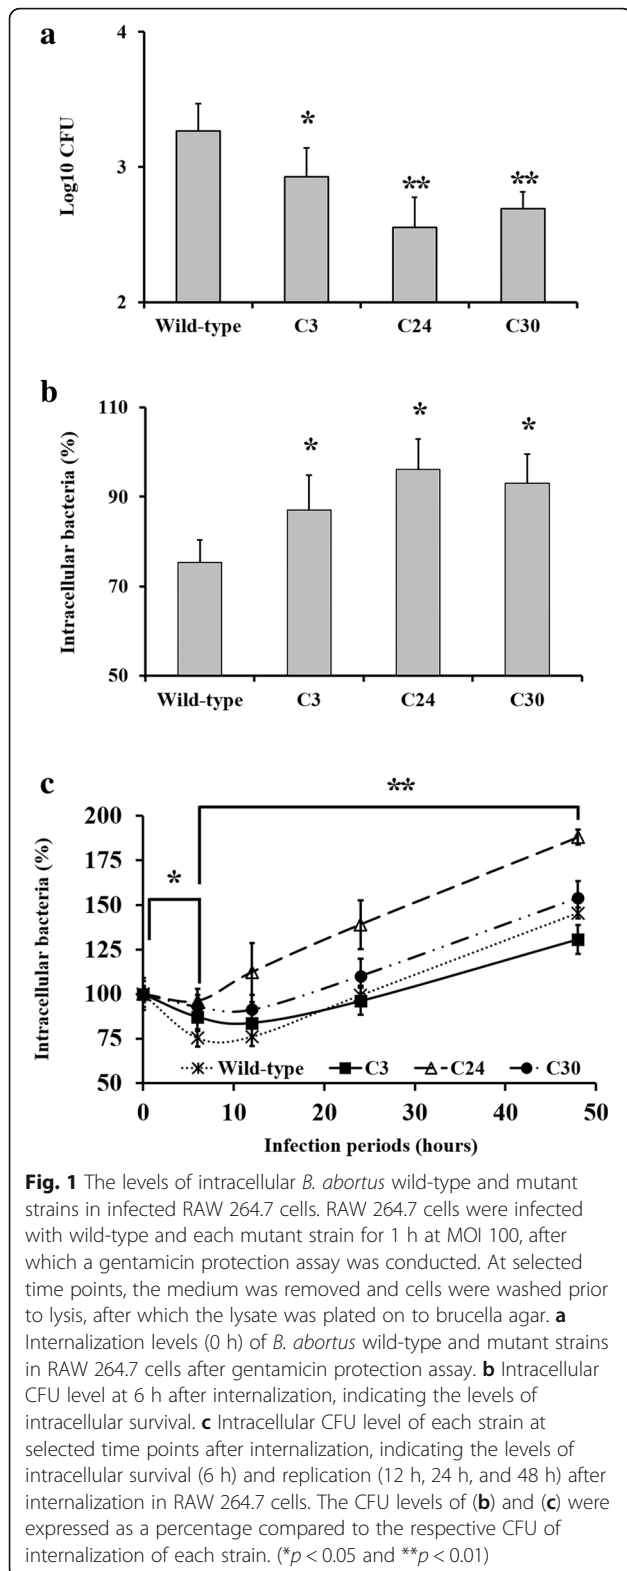 a
4
*
**
**
3
2
Log10 CFU
Wild-type C3 C24 C30
b
110
*
*
*
90
70
50
Intracellular bacteria (%)
Wild-type C3 C24 C30
c
**
200
175
*
150
125
100
75
50
Intracellular bacteria (%)
Wild-type C3 C24 C30
0 10 20 30 40 50
Infection periods (hours)
Fig. 1 The levels of intracellular B. abortus wild-type and mutant
strains in infected RAW 264.7 cells. RAW 264.7 cells were infected
with wild-type and each mutant strain for 1 h at MOI 100, after
which a gentamicin protection assay was conducted. At selected
time points, the medium was removed and cells were washed prior
to lysis, after which the lysate was plated on to brucella agar. a
Internalization levels (0 h) of B. abortus wild-type and mutant strains
in RAW 264.7 cells after gentamicin protection assay. b Intracellular
CFU level at 6 h after internalization, indicating the levels of
intracellular survival. c Intracellular CFU level of each strain at
selected time points after internalization, indicating the levels of
intracellular survival (6 h) and replication (12 h, 24 h, and 48 h) after
internalization in RAW 264.7 cells. The CFU levels of (b) and (c) were
expressed as a percentage compared to the respective CFU of
internalization of each strain. (*p < 0.05 and **p < 0.01)